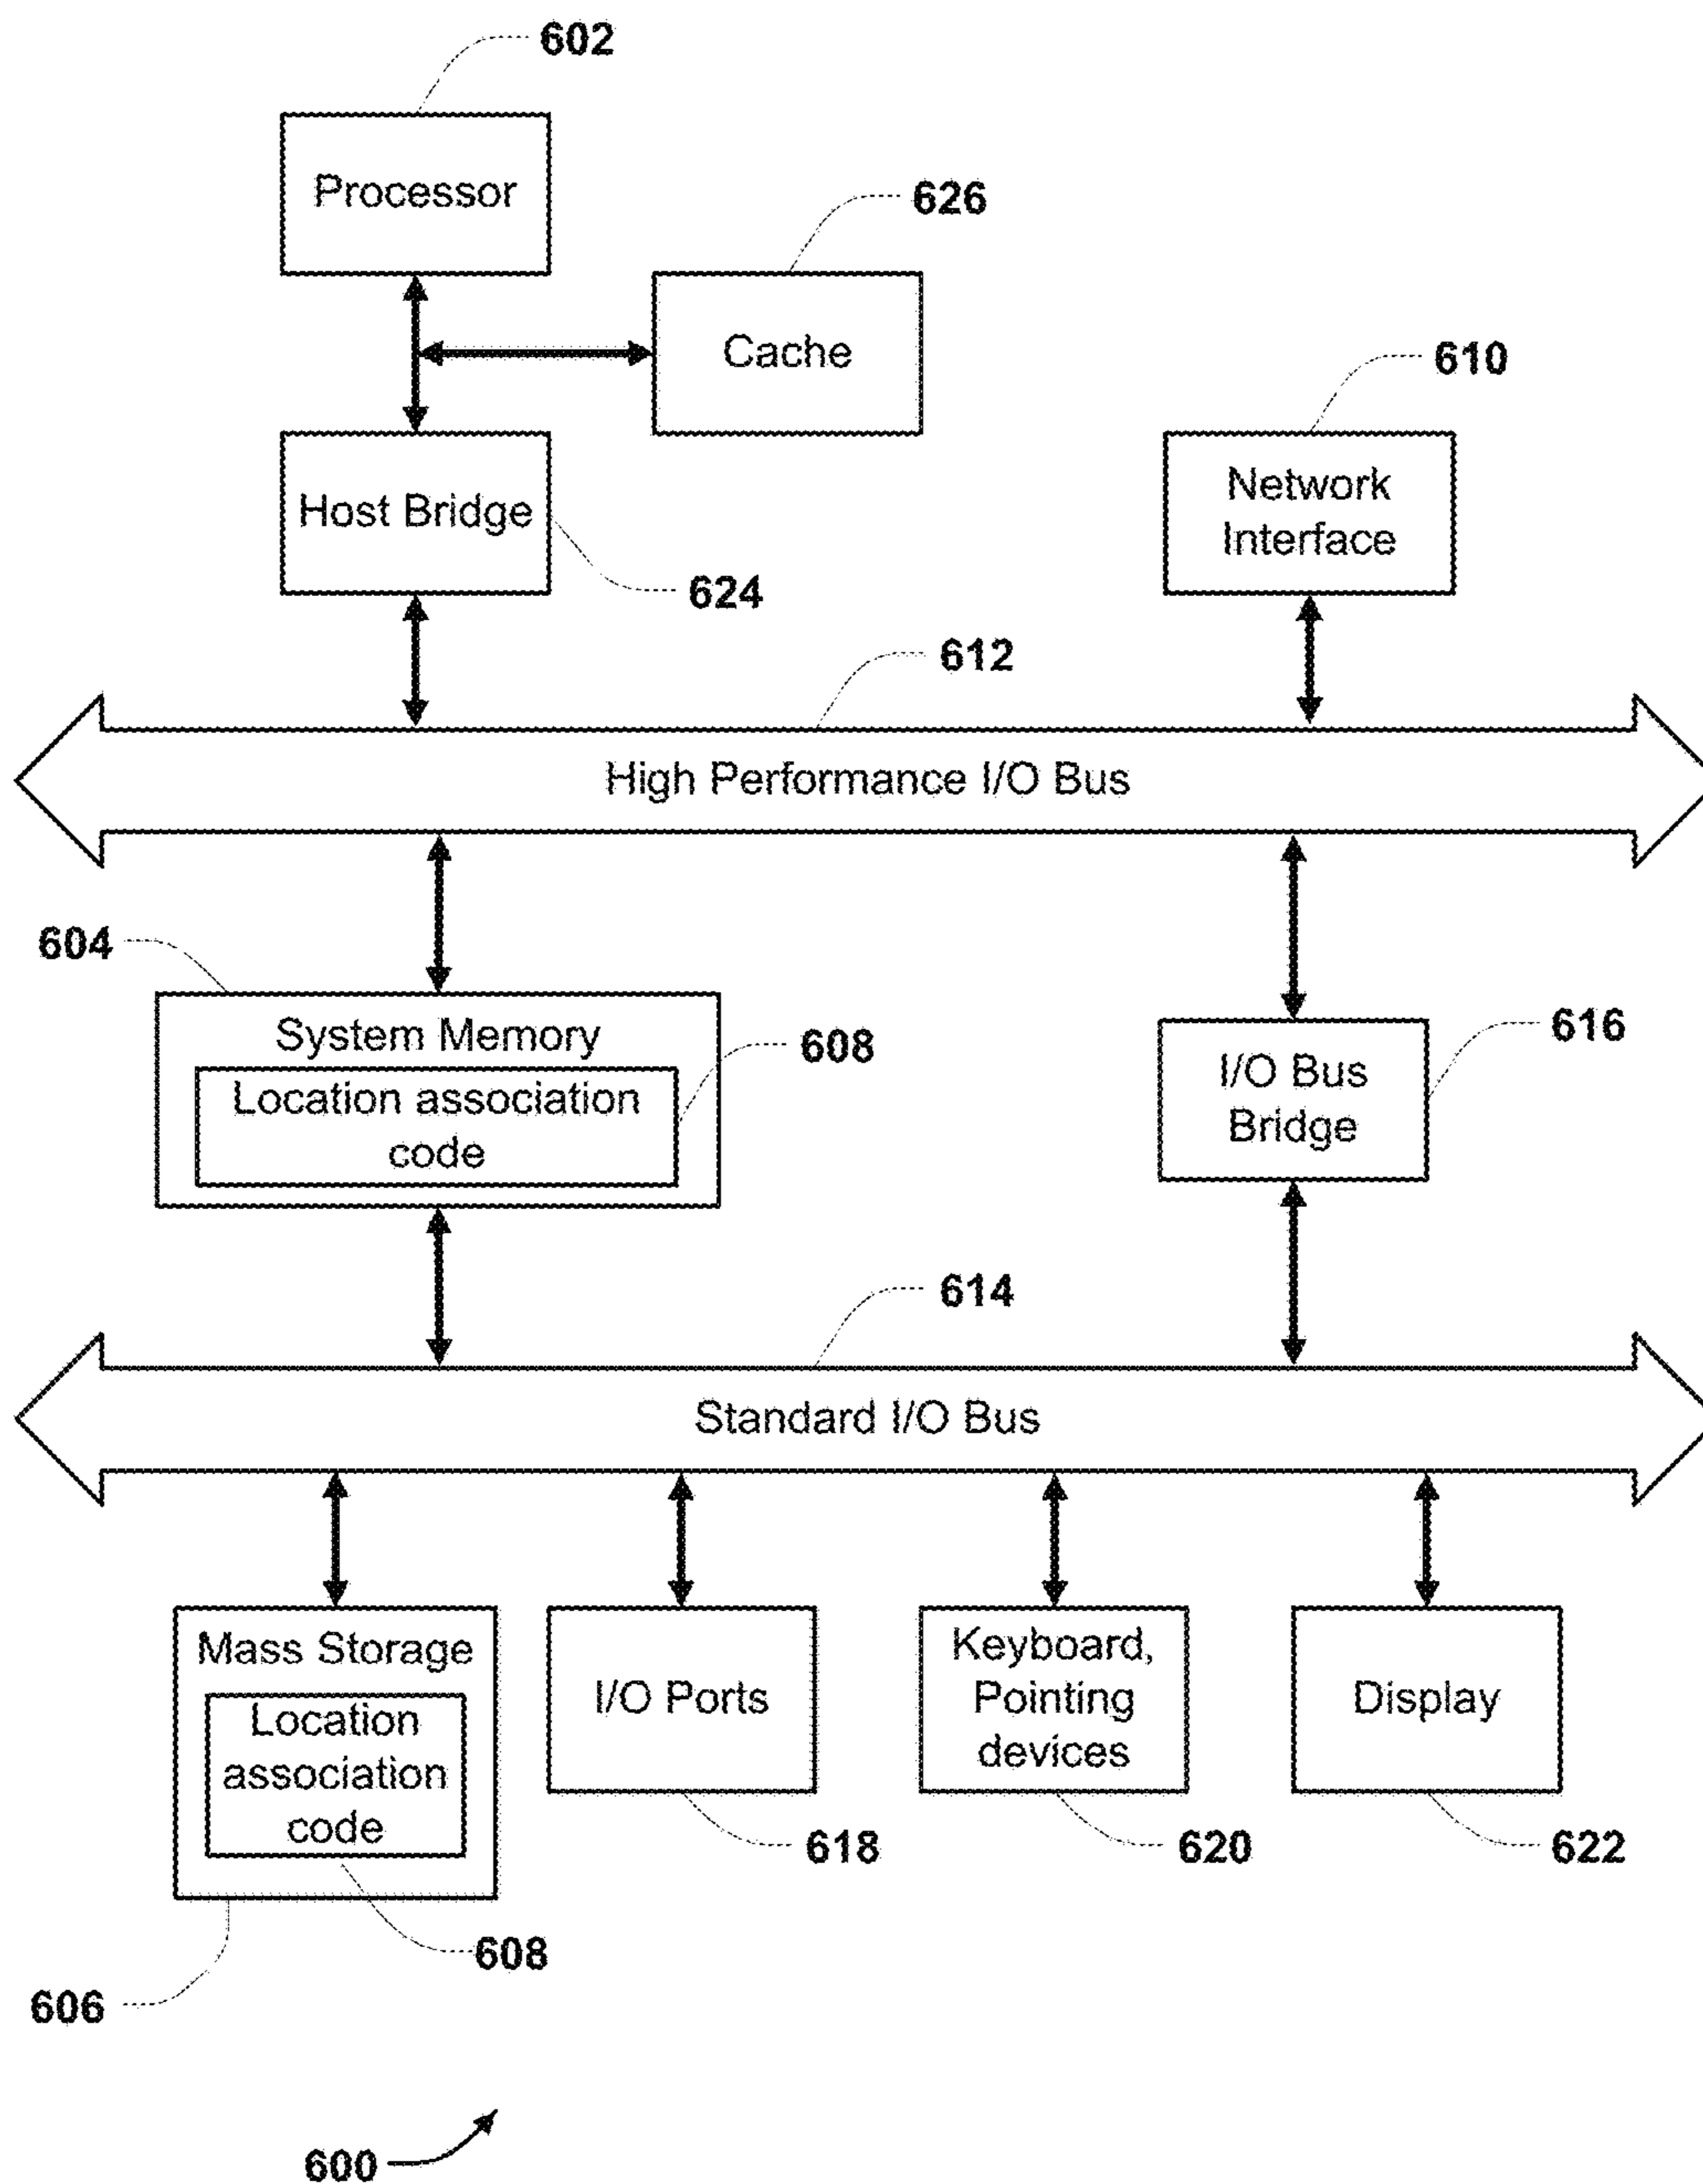 602
Processor
626
Cache
610
Host Bridge
Network
Interface
624
612
High Performance I/O Bus
604
System Memory
608
Location association
code
616
I/O Bus
Bridge
614
Standard I/O Bus
Mass Storage
Location
association
code
I/O Ports
Keyboard,
Pointing
devices
Display
618
620
622
608
606
600